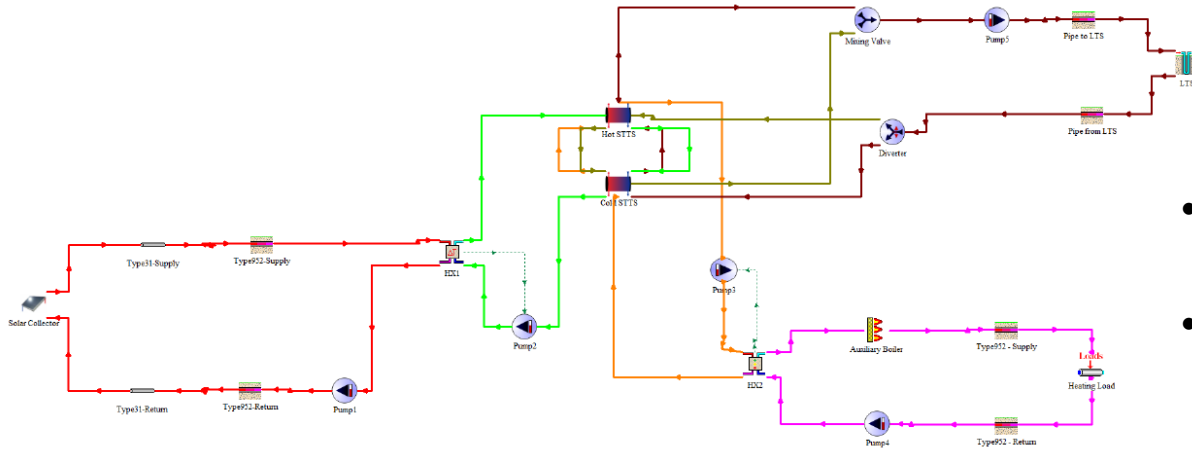 Mixing Valve
Pump5
Pipe to LTS
LTS
Hot STTS
Diverter
Pipe from LTS
Cold STTS
Type31-Supply
Type952-Supply
HX1
Pump3
Solar Collector
Pump2
Auxiliary Boiler
Type952 - Supply
Loads
Heating Load
HX2
Type31-Return
Type952-Return
Pump1
Pump4
Type952 - Return